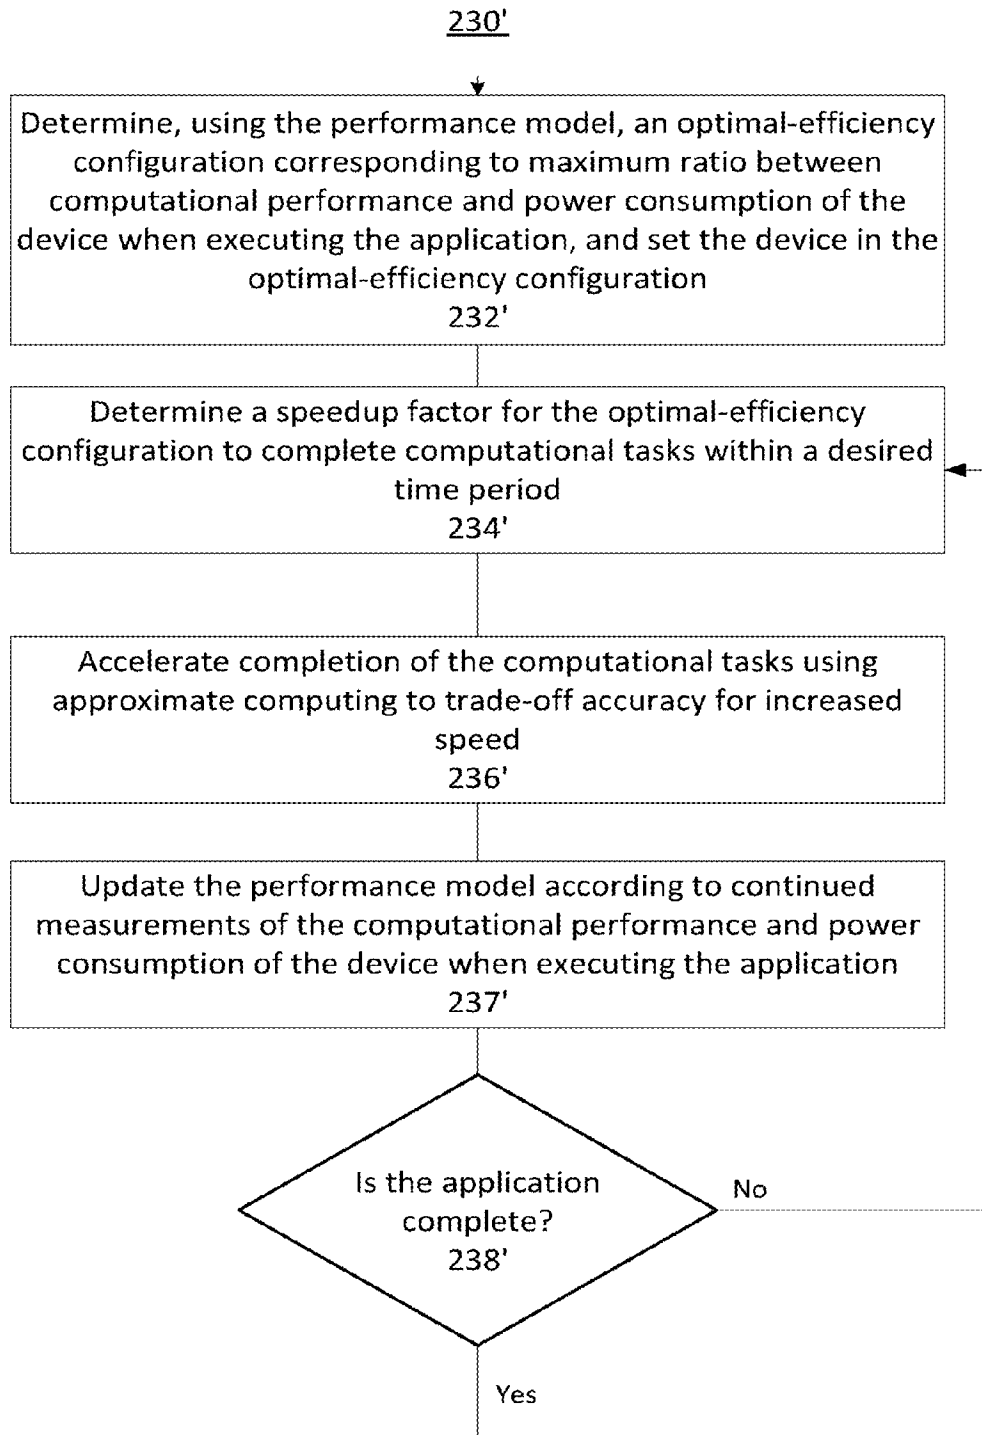 230'
Determine, using the performance model, an optimal-efficiency
configuration corresponding to maximum ratio between
computational performance and power consumption of the
device when executing the application, and set the device in the
optimal-efficiency configuration
232'
Determine a speedup factor for the optimal-efficiency
configuration to complete computational tasks within a desired
time period
234'
Accelerate completion of the computational tasks using
approximate computing to trade-off accuracy for increased
speed
236'
Update the performance model according to continued
measurements of the computational performance and power
consumption of the device when executing the application
237'
Is the application
complete?
238'
No
Yes